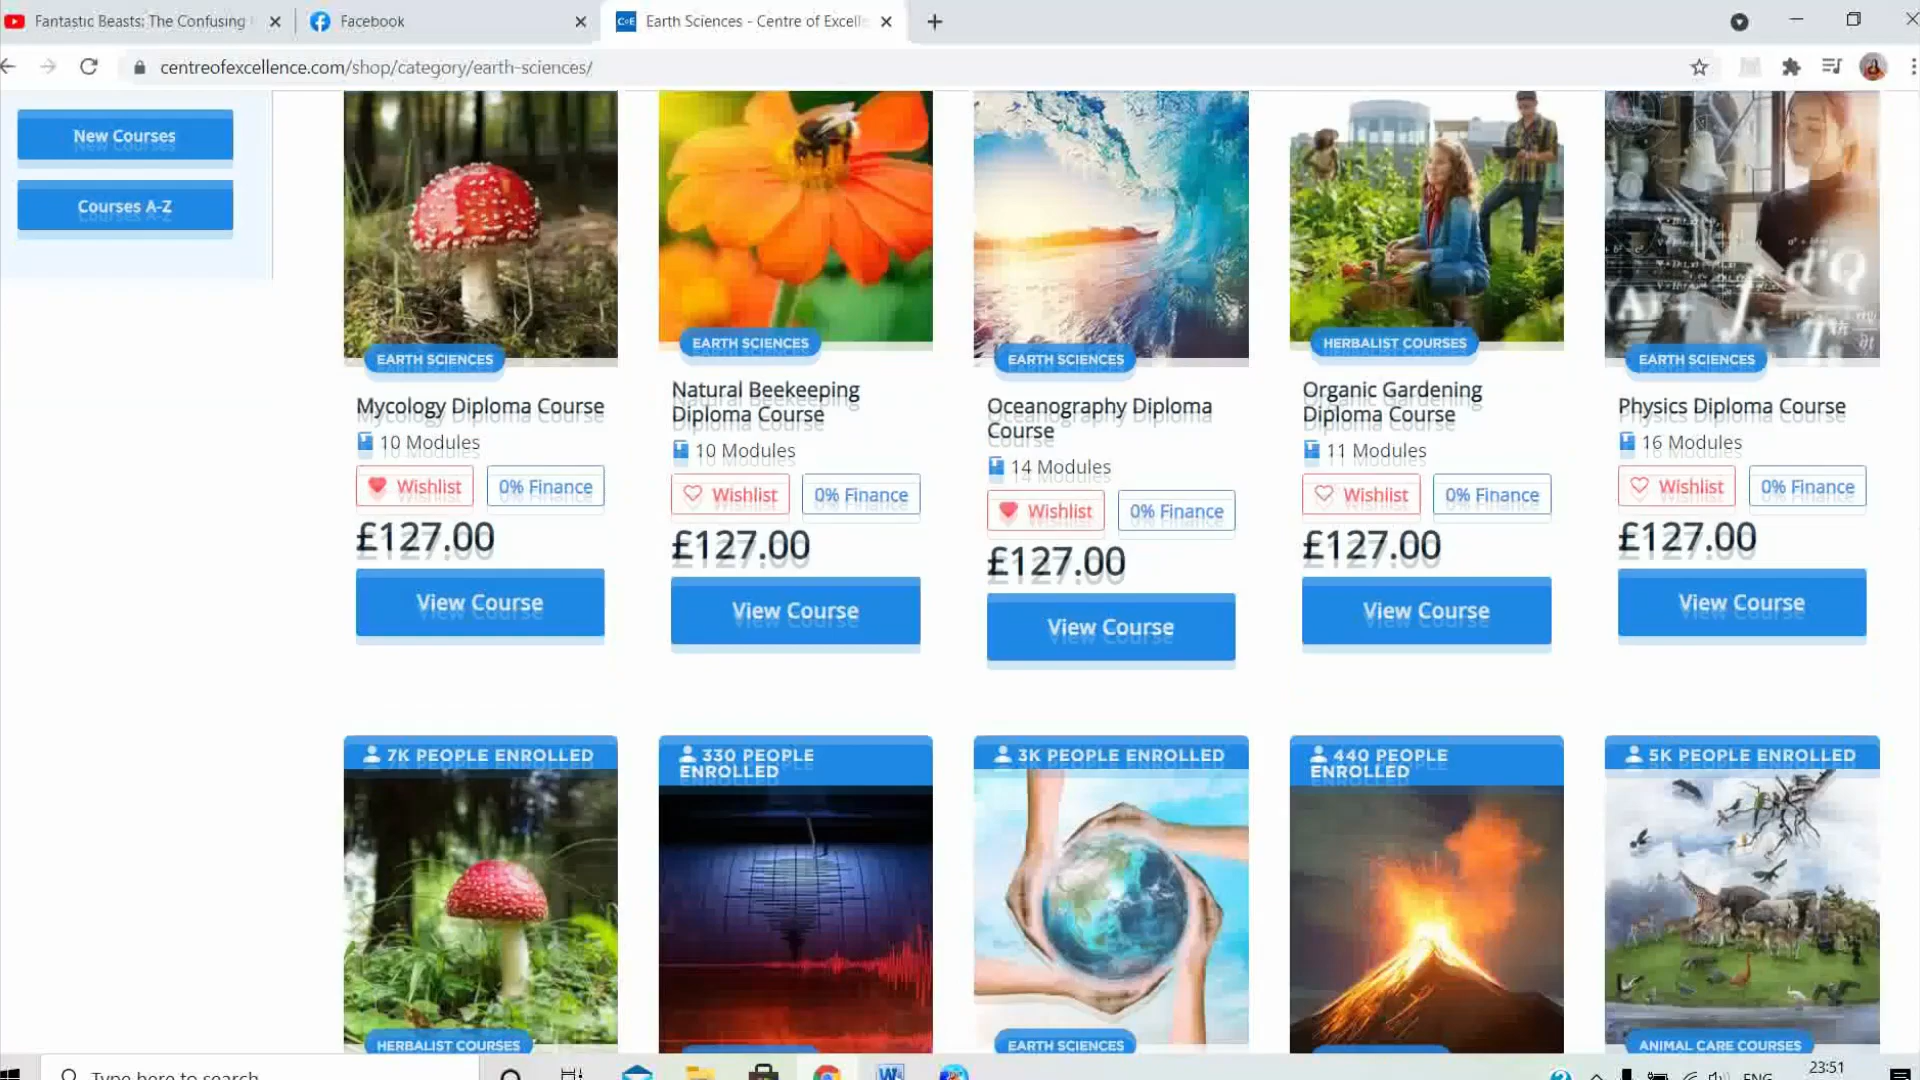 Fantastic Beasts: The Confusing
Facebook
Earth Sciences - Centre of Excelle
centreofexcellence.com/shop/category/earth-sciences/
New Courses
Courses A-Z
EARTH SCIENCES
Mycology Diploma Course
10 Modules
Wishlist
0% Finance
£127.00
View Course
EARTH SCIENCES
Natural Beekeeping
Diploma Course
10 Modules
Wishlist
0% Finance
£127.00
View Course
EARTH SCIENCES
Oceanography Diploma
Course
14 Modules
Wishlist
0% Finance
£127.00
View Course
HERBALIST COURSES
Organic Gardening
Diploma Course
11 Modules
Wishlist
0% Finance
£127.00
View Course
EARTH SCIENCES
Physics Diploma Course
16 Modules
Wishlist
0% Finance
£127.00
View Course
7K PEOPLE ENROLLED
HERBALIST COURSES
330 PEOPLE
ENROLLED
3K PEOPLE ENROLLED
EARTH SCIENCES
440 PEOPLE
ENROLLED
5K PEOPLE ENROLLED
ANIMAL CARE COURSES
Type here to search
ENG
23:51